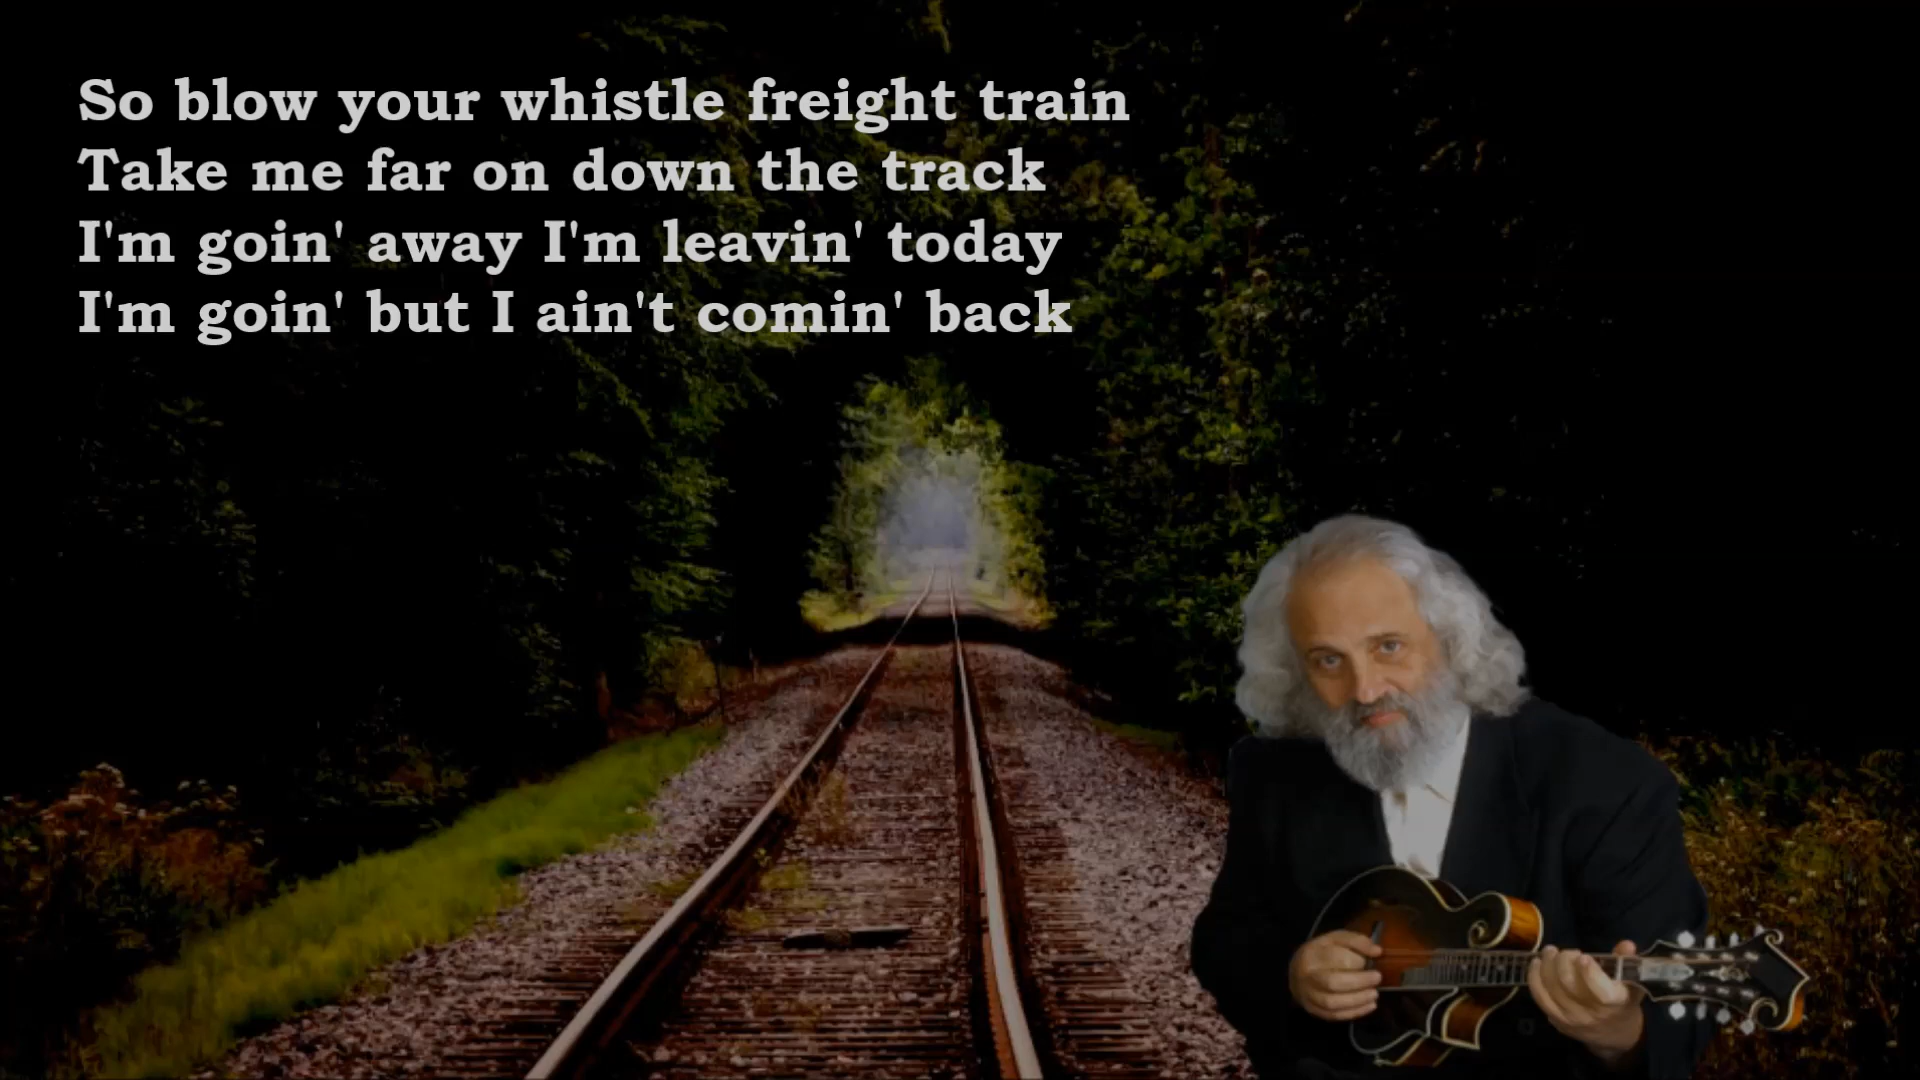 So blow your whistle freight train
Take me far on down the track
I'm goin' away I'm leavin' today
I'm goin' but I ain't comin' back